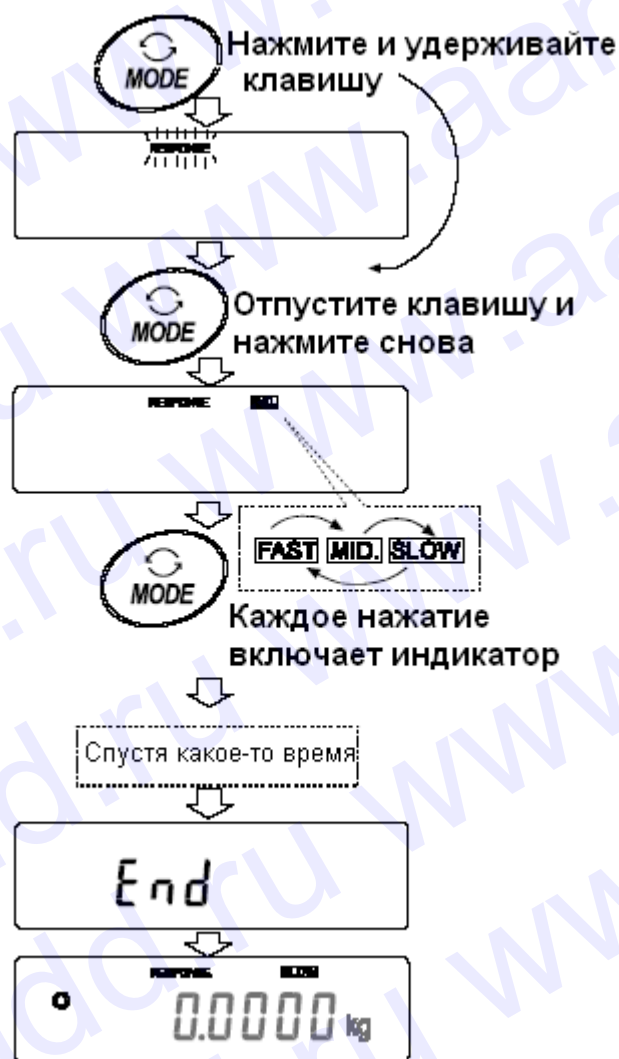 Нажмите и удерживайте
MODE
клавишу
RESPONSE
Отпустите клавишу и
MODE
нажмите снова
RESPONSE MID.
FAST MID. SLOW
MODE
Каждое нажатие
включает индикатор
Спустя какое-то время
End
RESPONSE SLOW
0.0000 kg